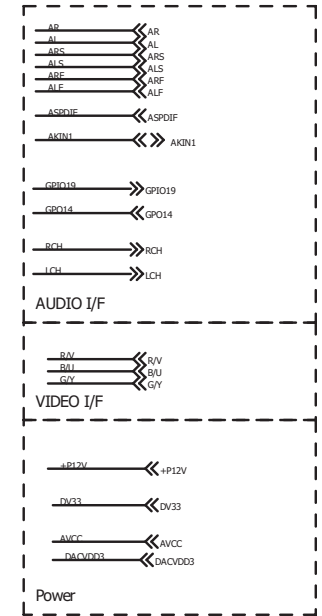 AR AR
AL AL
ARS ARS
ALS ALS
ARF ARF
ALF ALF
ASPDIF ASPDIF
AKIN1 AKIN1
GPIO19 GPIO19
GPO14 GPO14
RCH RCH
LCH LCH
AUDIO I/F
R/V R/V
B/U B/U
G/Y G/Y
VIDEO I/F
+P12V +P12V
DV33 DV33
AVCC AVCC
DACVDD3 DACVDD3
Power